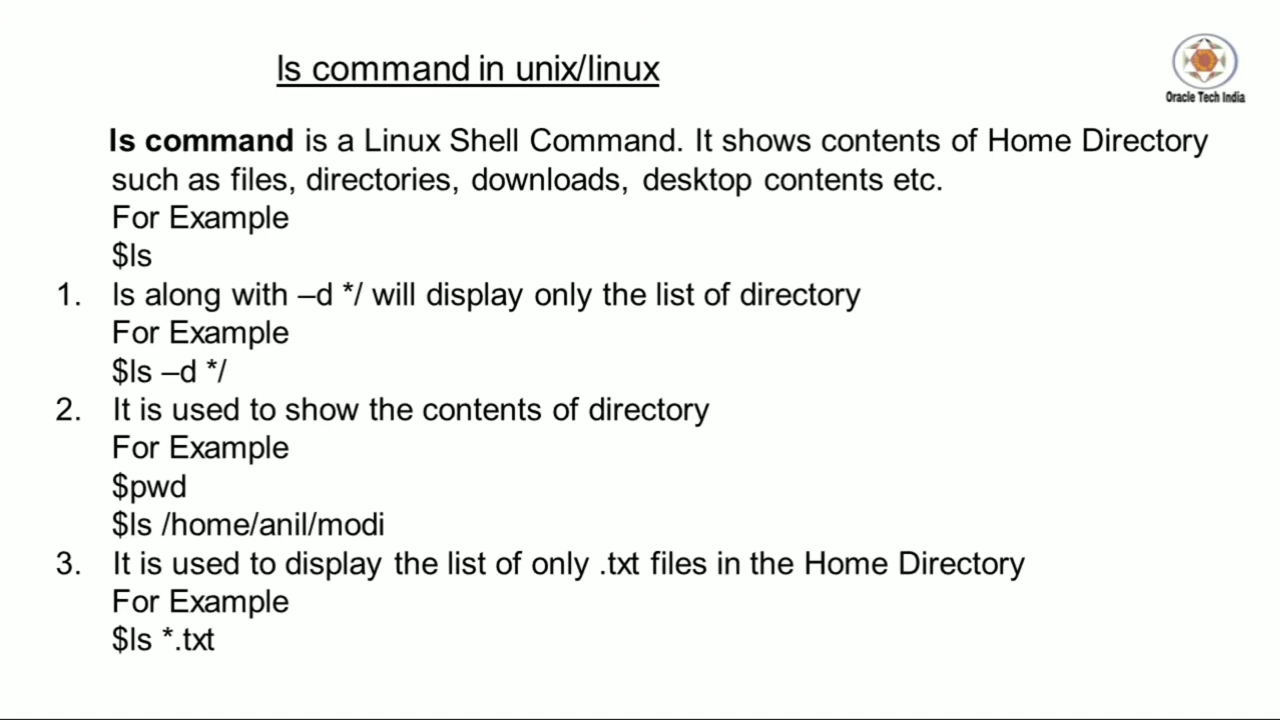 ls command in unix/linux
Oracle Tech India
ls command is a Linux Shell Command. It shows contents of Home Directory
such as files, directories, downloads, desktop contents etc.
For Example
$ls
1. ls along with –d */ will display only the list of directory
For Example
$ls –d */
2. It is used to show the contents of directory
For Example
$pwd
$ls /home/anil/modi
3. It is used to display the list of only .txt files in the Home Directory
For Example
$ls *.txt